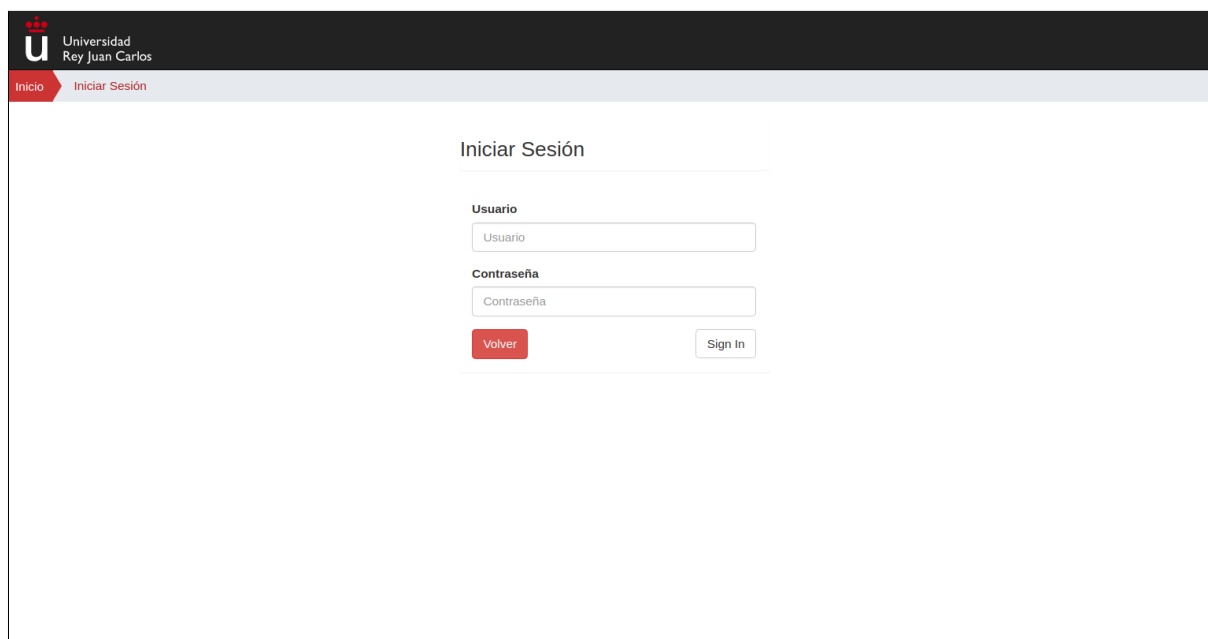 Universidad
Rey Juan Carlos
Inicio
Iniciar Sesión
Iniciar Sesión
Usuario
Usuario
Contraseña
Contraseña
Volver
Sign In